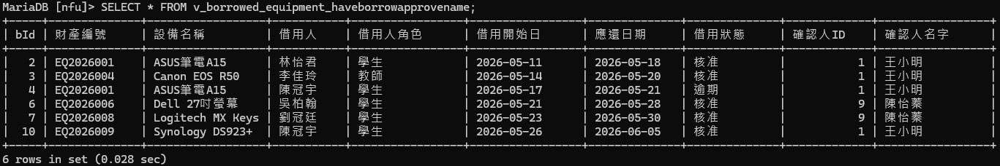 MariaDB [nfu]> SELECT * FROM v_borrowed_equipment_haveborrowapprovename;
| bId | 財產編號 | 設備名稱 | 借用人 | 借用人角色 | 借用開始日 | 應還日期 | 借用狀態 | 確認人ID | 確認人名字 |
| 2 | EQ2026001 | ASUS筆電A15 | 林怡君 | 學生 | 2026-05-11 | 2026-05-18 | 核准 | 1 | 王小明 |
| 3 | EQ2026004 | Canon EOS R50 | 李佳玲 | 教師 | 2026-05-14 | 2026-05-20 | 核准 | 1 | 王小明 |
| 4 | EQ2026001 | ASUS筆電A15 | 陳冠宇 | 學生 | 2026-05-17 | 2026-05-21 | 逾期 | 1 | 王小明 |
| 6 | EQ2026006 | Dell 27吋螢幕 | 吳柏翰 | 學生 | 2026-05-21 | 2026-05-28 | 核准 | 9 | 陳怡蓁 |
| 7 | EQ2026008 | Logitech MX Keys | 劉冠廷 | 學生 | 2026-05-23 | 2026-05-30 | 核准 | 9 | 陳怡蓁 |
| 10 | EQ2026009 | Synology DS923+ | 陳冠宇 | 學生 | 2026-05-26 | 2026-06-05 | 核准 | 1 | 王小明 |
6 rows in set (0.028 sec)